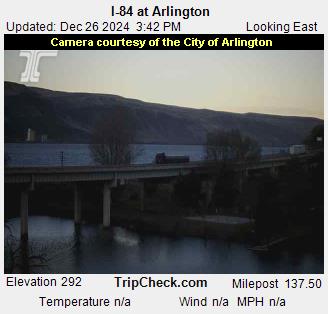 I-84 at Arlington
Updated: Dec 26 2024 3:42 PM Looking East
Camera courtesy of the City of Arlington
Elevation 292 TripCheck.com Milepost 137.50
Temperature n/a Wind n/a MPH n/a